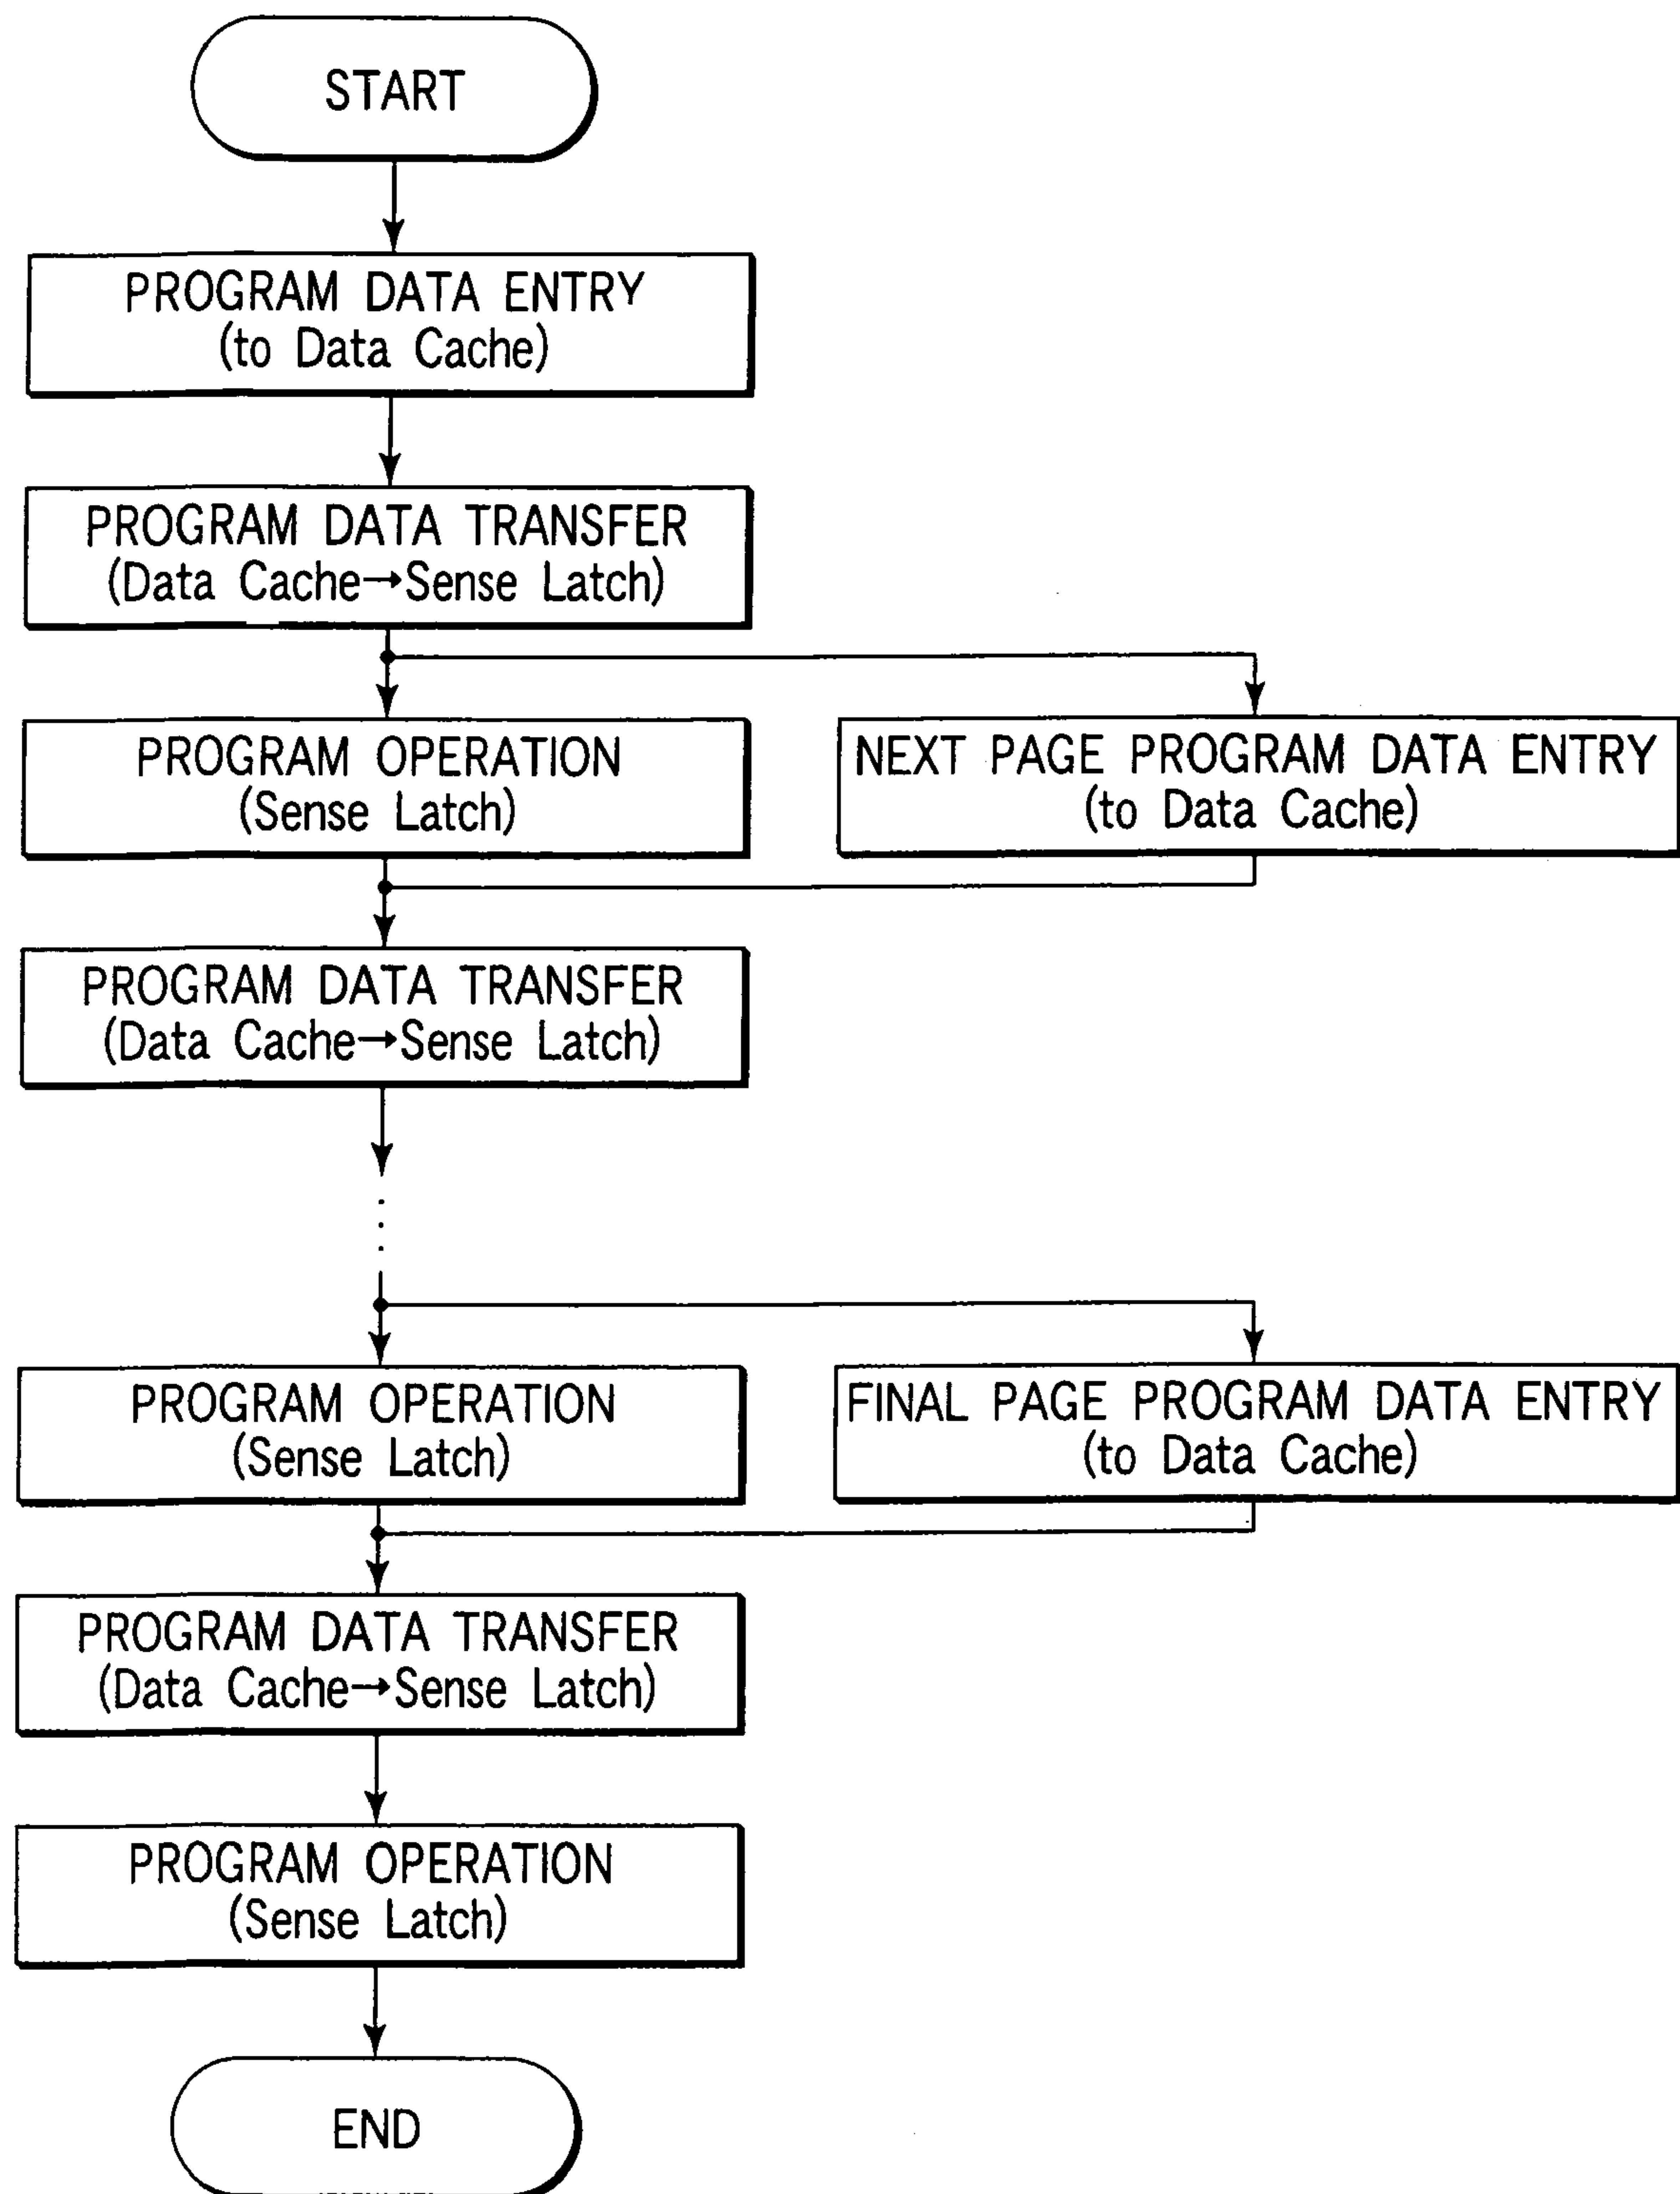 START
PROGRAM DATA ENTRY
(to Data Cache)
PROGRAM DATA TRANSFER
(Data Cache→Sense Latch)
PROGRAM OPERATION
(Sense Latch)
NEXT PAGE PROGRAM DATA ENTRY
(to Data Cache)
PROGRAM DATA TRANSFER
(Data Cache→Sense Latch)
PROGRAM OPERATION
(Sense Latch)
FINAL PAGE PROGRAM DATA ENTRY
(to Data Cache)
PROGRAM DATA TRANSFER
(Data Cache→Sense Latch)
PROGRAM OPERATION
(Sense Latch)
END